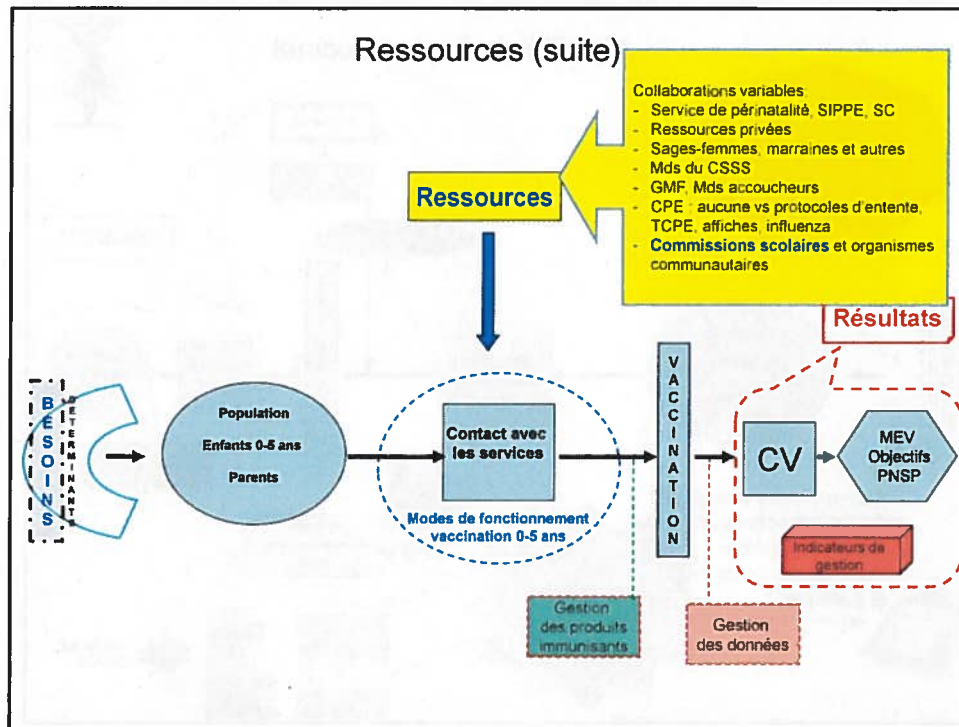 Ressources (suite)
Collaborations variables:
- Service de périnatalité, SIPPE, SC
- Ressources privées
- Sages-femmes, marraines et autres
- Mds du CSSS
- GMF, Mds accoucheurs
- CPE : aucune vs protocoles d'entente,
TCPE, affiches, influenza
- Commissions scolaires et organismes
communautaires
Ressources
Résultats
BESOINS
DETERMINANTS
Population
Enfants 0-5 ans
Parents
Contact avec
les services
Modes de fonctionnement
vaccination 0-5 ans
VACCINATION
CV
MEV
Objectifs
PNSP
Indicateurs de
gestion
Gestion
des produits
immunisants
Gestion
des données